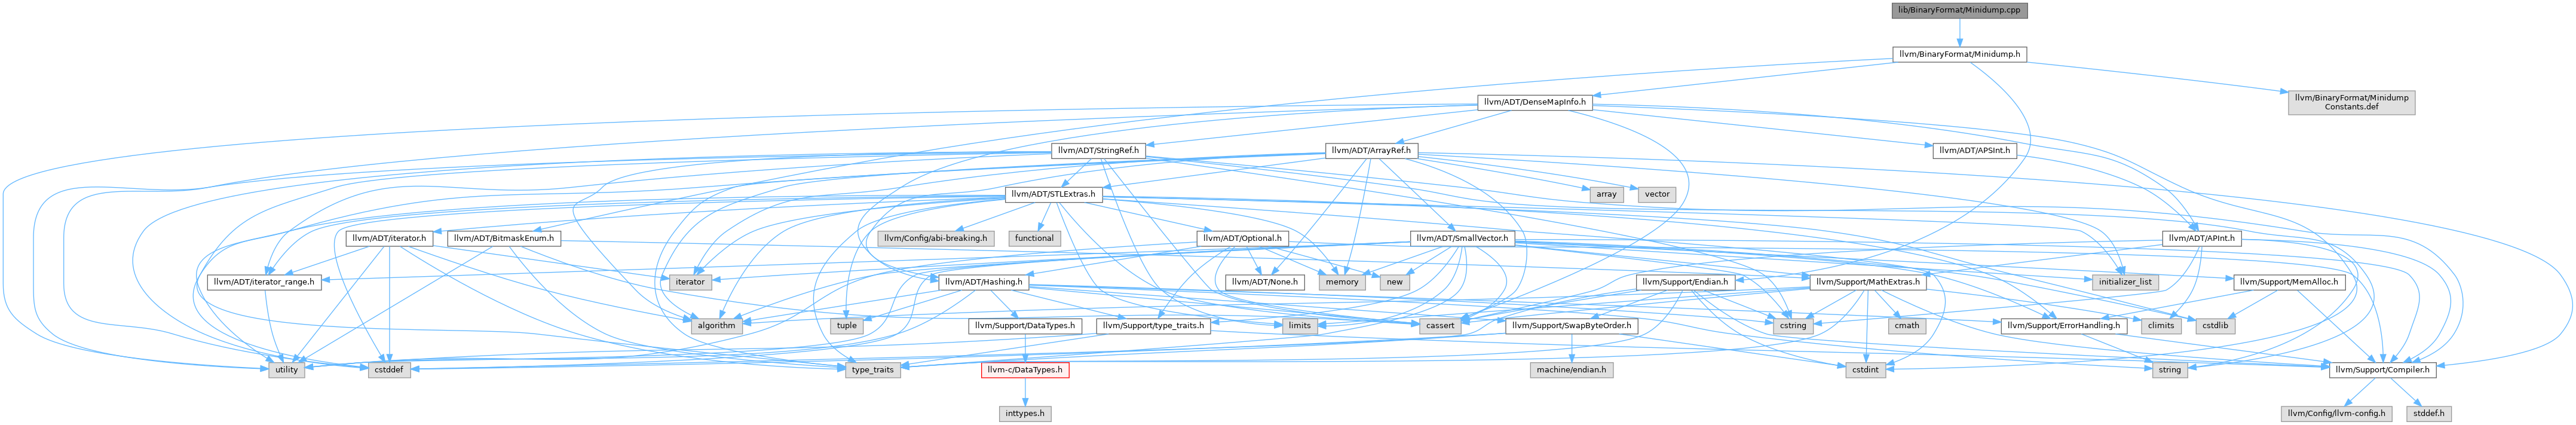 lib/BinaryFormat/Minidump.cpp
llvm/BinaryFormat/Minidump.h
llvm/ADT/DenseMapInfo.h
llvm/BinaryFormat/Minidump
Constants.def
llvm/ADT/StringRef.h
llvm/ADT/ArrayRef.h
llvm/ADT/APSInt.h
llvm/ADT/STLExtras.h
array
vector
llvm/ADT/iterator.h
llvm/ADT/BitmaskEnum.h
llvm/Config/abi-breaking.h
functional
llvm/ADT/Optional.h
llvm/ADT/SmallVector.h
llvm/ADT/APInt.h
llvm/ADT/iterator_range.h
iterator
llvm/ADT/Hashing.h
llvm/ADT/None.h
memory
new
llvm/Support/Endian.h
llvm/Support/MathExtras.h
initializer_list
llvm/Support/MemAlloc.h
algorithm
tuple
llvm/Support/DataTypes.h
llvm/Support/type_traits.h
limits
cassert
llvm/Support/SwapByteOrder.h
cstring
cmath
llvm/Support/ErrorHandling.h
climits
cstdlib
utility
cstddef
type_traits
llvm-c/DataTypes.h
machine/endian.h
cstdint
string
llvm/Support/Compiler.h
inttypes.h
llvm/Config/llvm-config.h
stddef.h